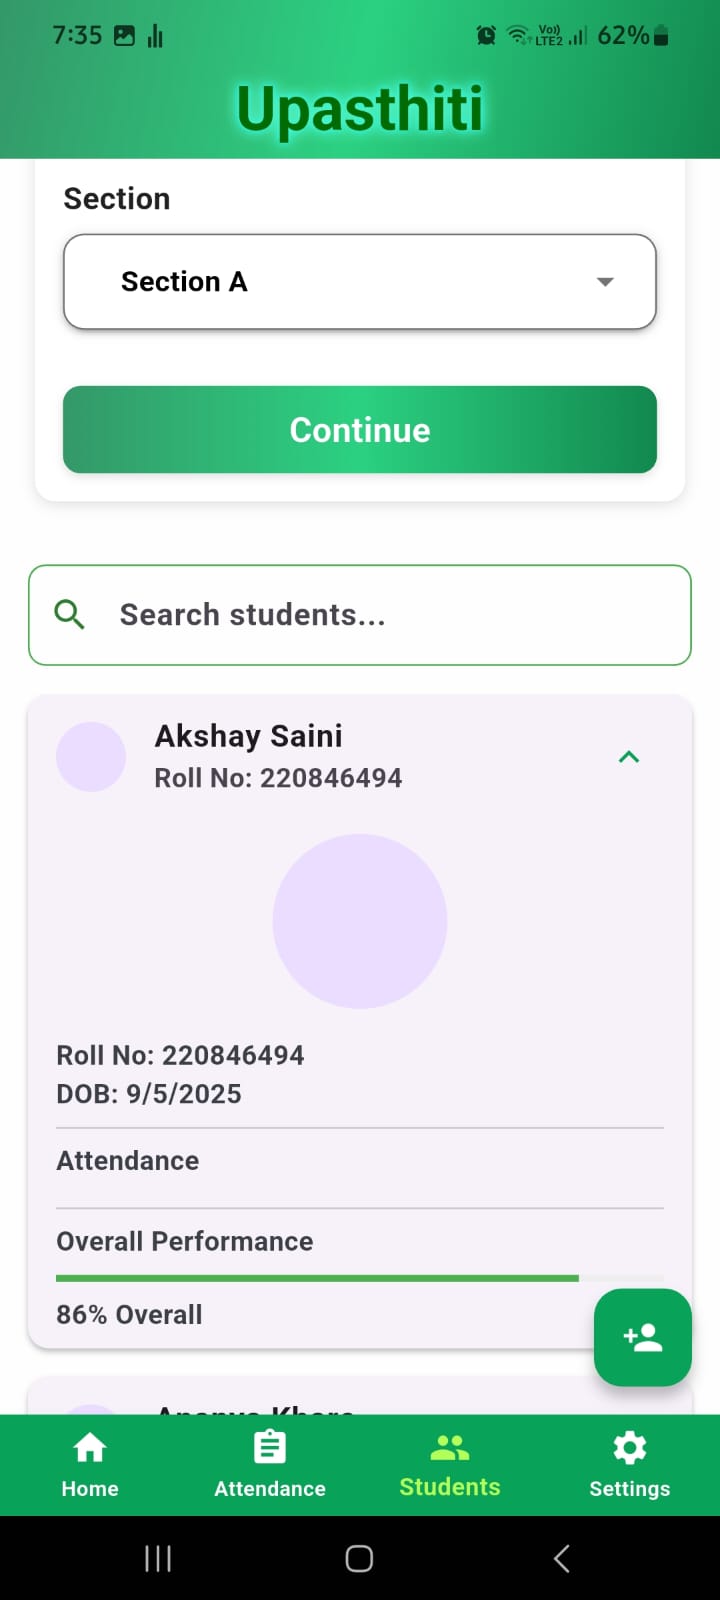 7:35
Vo)) LTE2 62%
Upasthiti
Section
Section A
Continue
Search students...
Akshay Saini
Roll No: 220846494
Roll No: 220846494
DOB: 9/5/2025
Attendance
Overall Performance
86% Overall
Home Attendance Students Settings